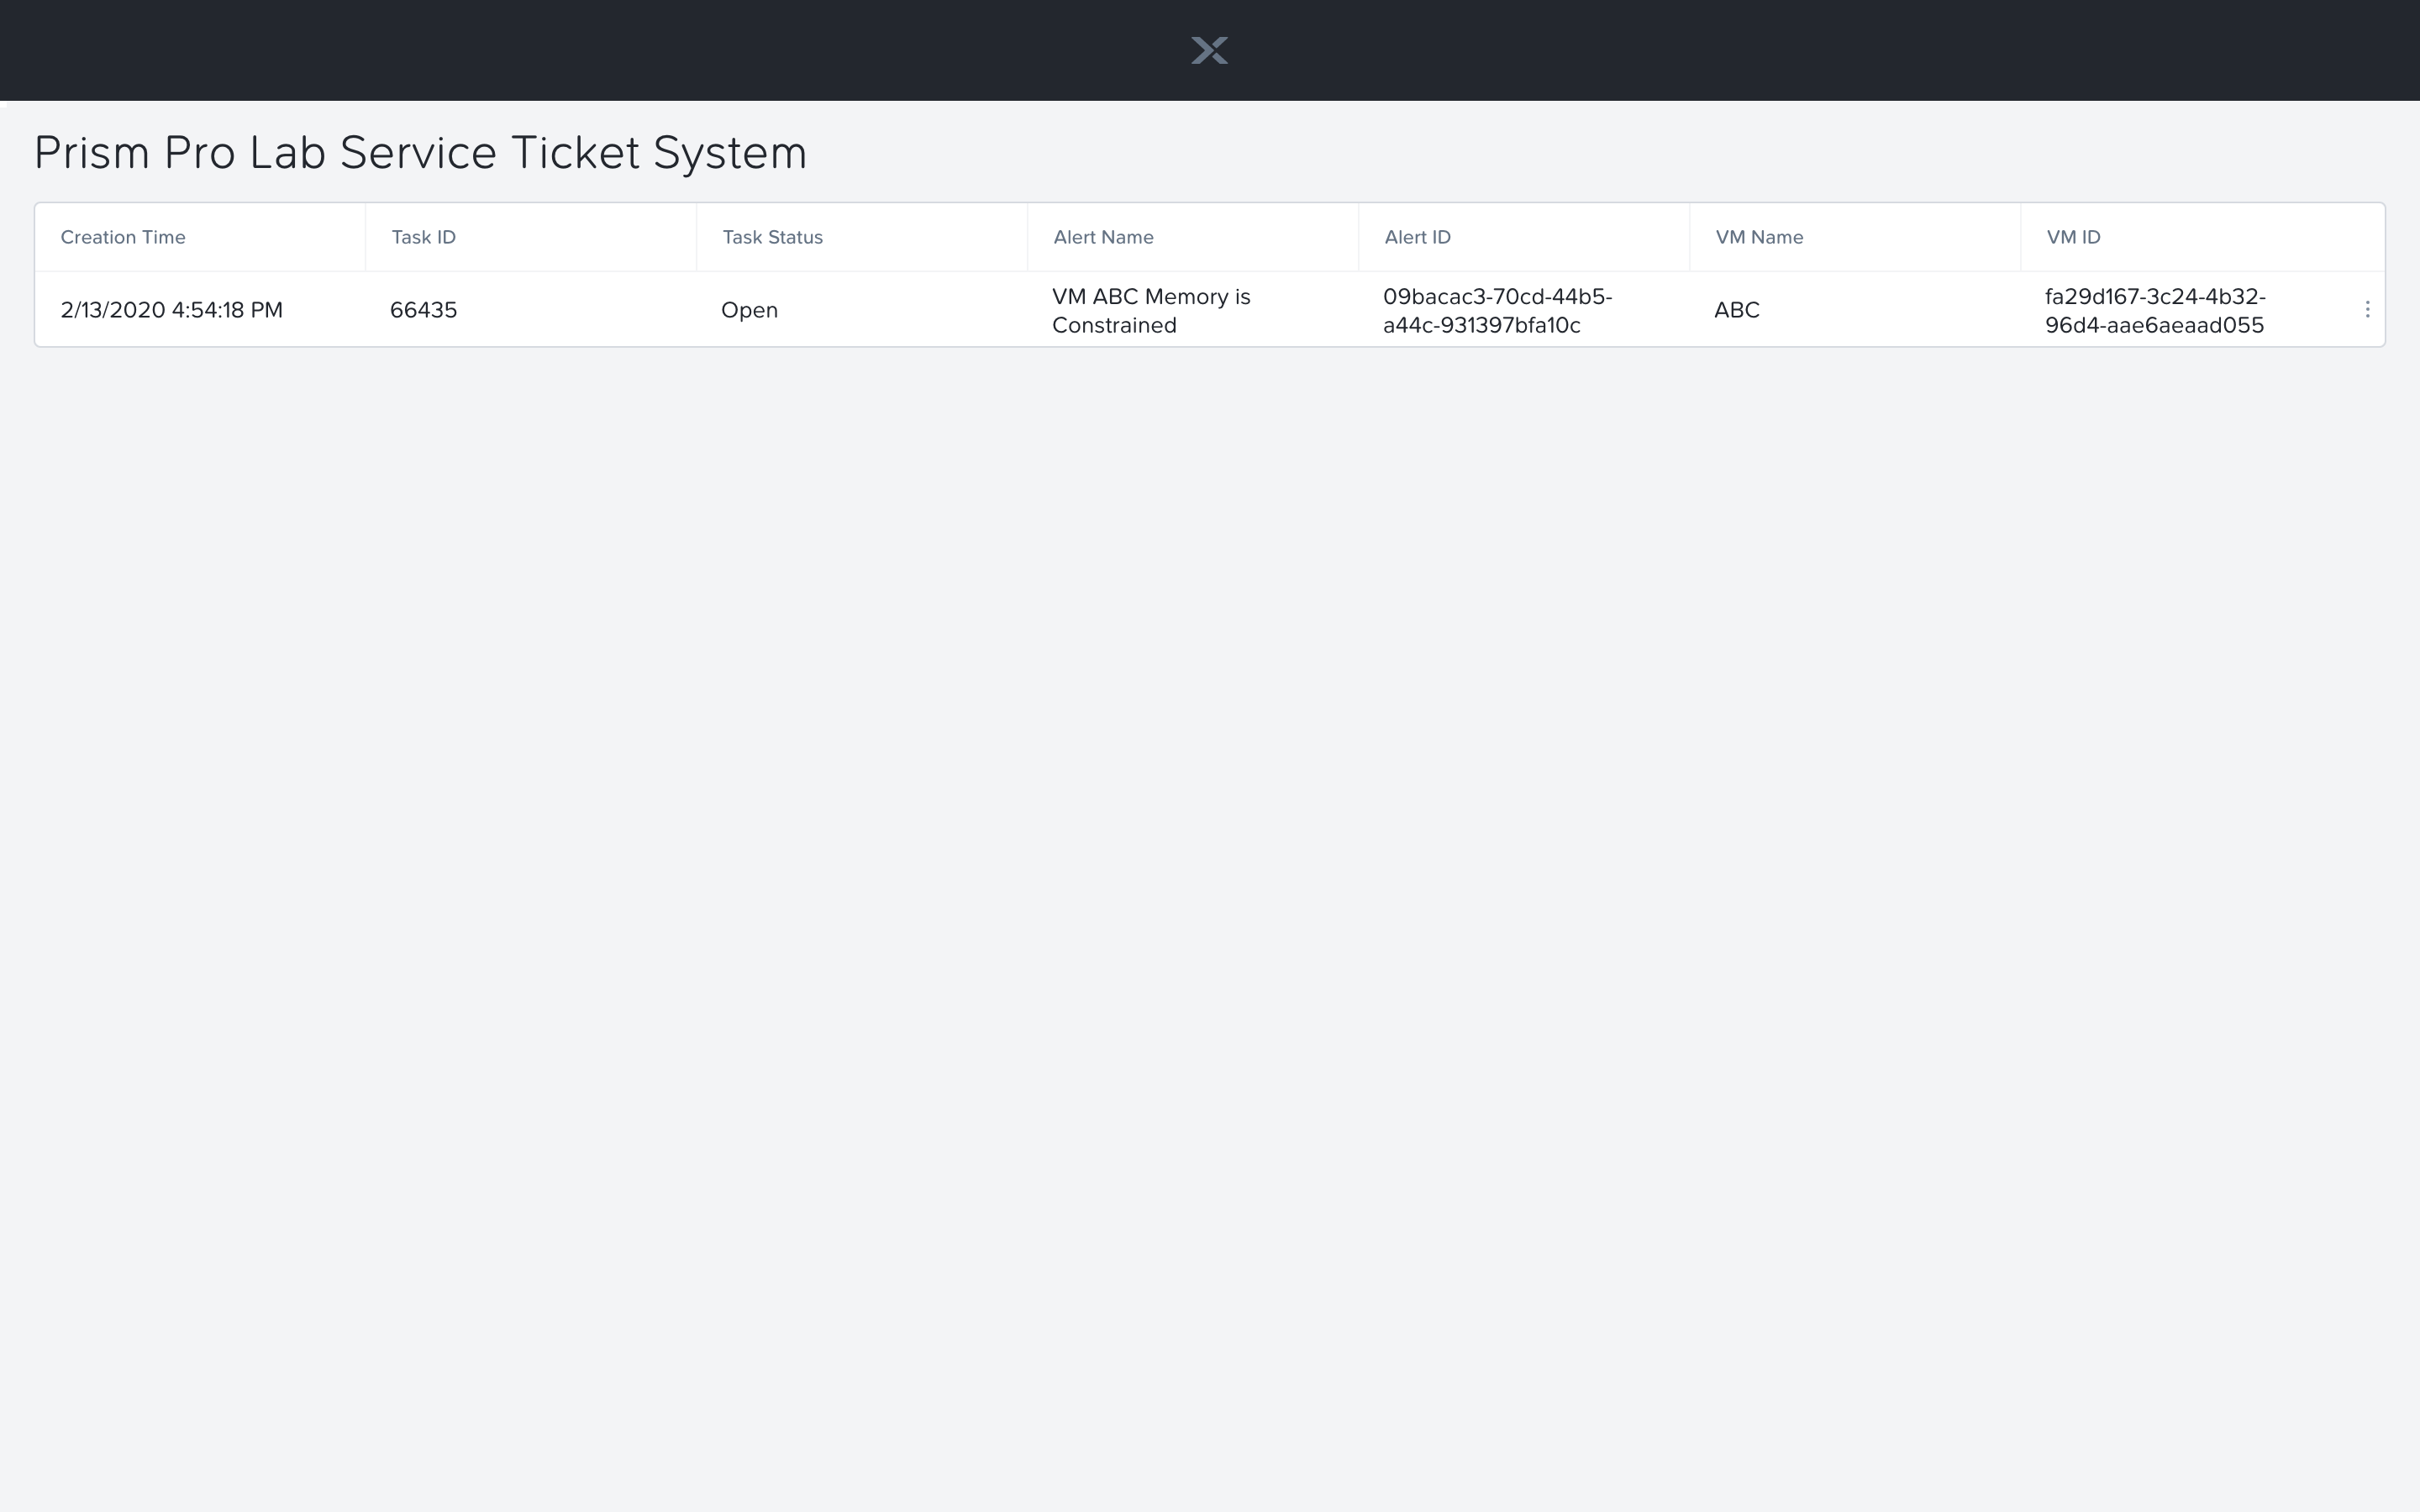 Prism Pro Lab Service Ticket System
Creation Time Task ID Task Status Alert Name Alert ID VM Name VM ID
2/13/2020 4:54:18 PM 66435 Open VM ABC Memory is Constrained 09bacac3-70cd-44b5-a44c-931397bfa10c ABC fa29d167-3c24-4b32-96d4-aae6aeaad055